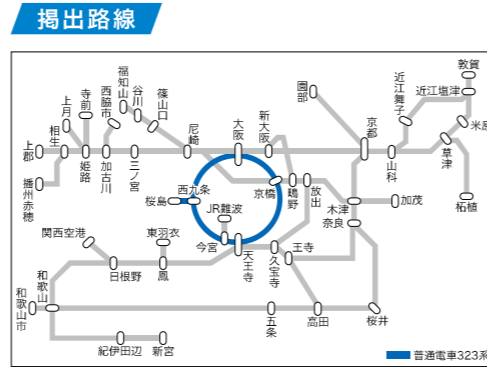 掲出路線
敦賀
近江塩津
近江舞子
米原
草津
柘植
山科
京都
園部
新大阪
大阪
尼崎
篠山口
谷川
福知山
西脇市
寺前
上月
相生
上郡
播州赤穂
姫路
加古川
三ノ宮
京橋
鴫野
放出
木津
加茂
奈良
西九条
桜島
JR難波
今宮
天王寺
久宝寺
王寺
関西空港
東羽衣
日根野
鳳
和歌山
和歌山市
紀伊田辺
新宮
五条
高田
桜井
普通電車323系